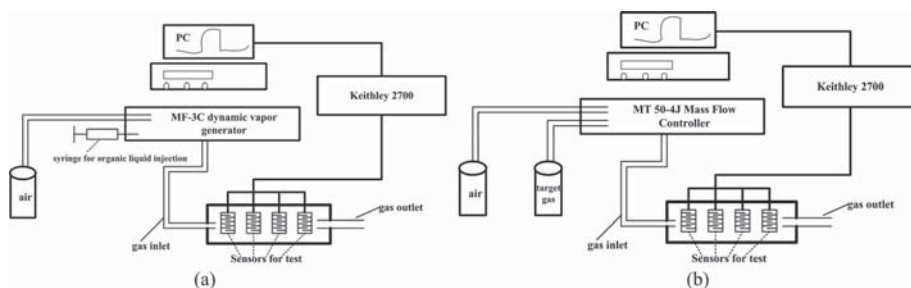 PC
Keithley 2700
MF-3C dynamic vapor
generator
syringe for organic liquid injection
air
gas outlet
gas inlet
Sensors for test
(a)
PC
Keithley 2700
MT 50-4J Mass Flow
Controller
air
target
gas
gas outlet
gas inlet
Sensors for test
(b)